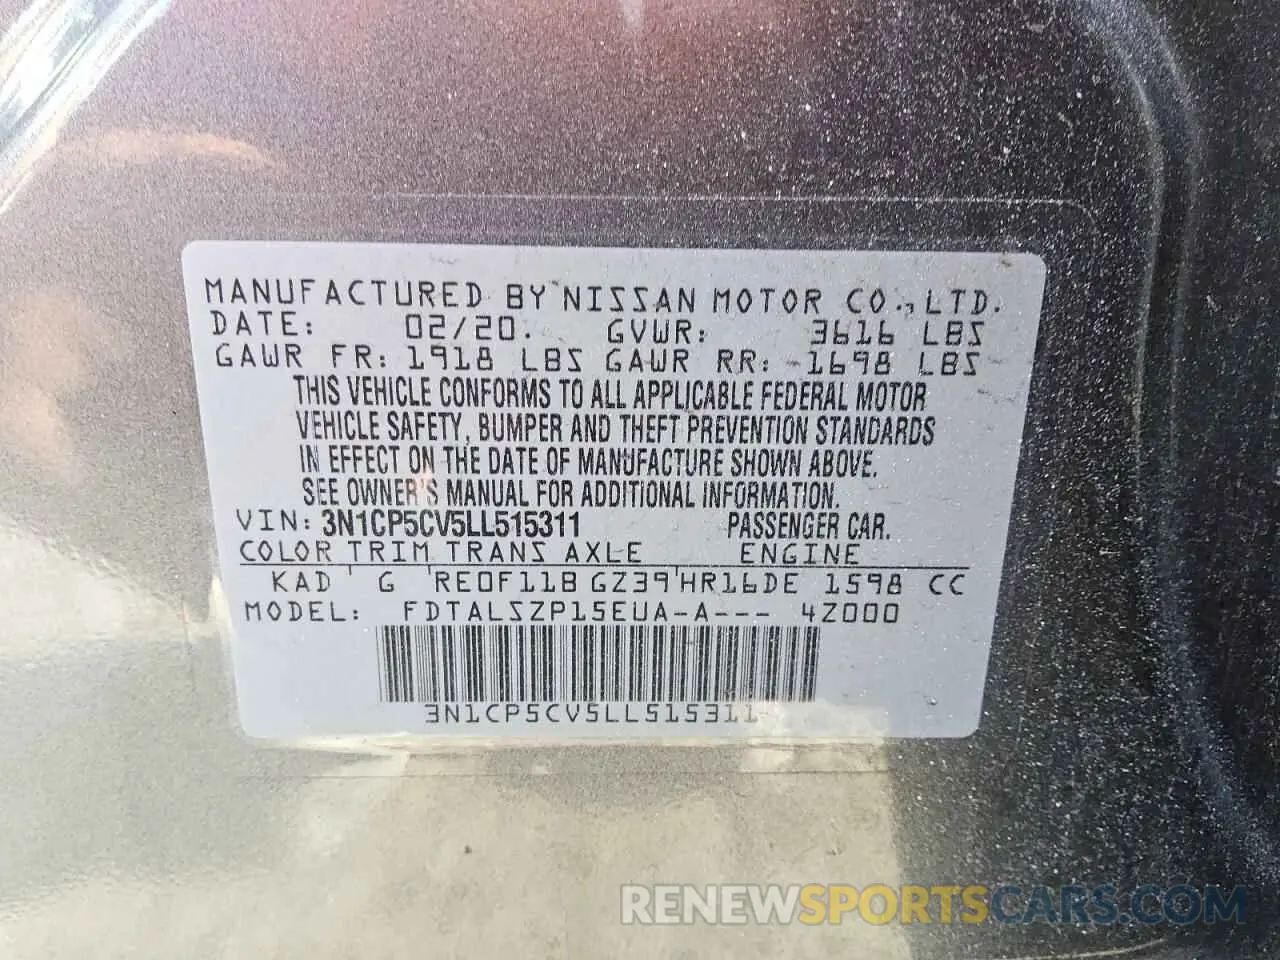 MANUFACTURED BY NISSAN MOTOR CO., LTD.
DATE: 02/20. GVWR: 3616 LBS
GAWR FR: 1918 LBS GAWR RR: 1698 LBS
THIS VEHICLE CONFORMS TO ALL APPLICABLE FEDERAL MOTOR
VEHICLE SAFETY, BUMPER AND THEFT PREVENTION STANDARDS
IN EFFECT ON THE DATE OF MANUFACTURE SHOWN ABOVE.
SEE OWNER'S MANUAL FOR ADDITIONAL INFORMATION.
VIN: 3N1CP5CV5LL515311 PASSENGER CAR.
COLOR TRIM TRANS AXLE ENGINE
KAD G RE0F11B GZ39 HR16DE 1598 CC
MODEL: FDTALSZP15EUA-A--- 4Z000
3N1CP5CV5LL515311
RENEWSPORTSCARS.COM